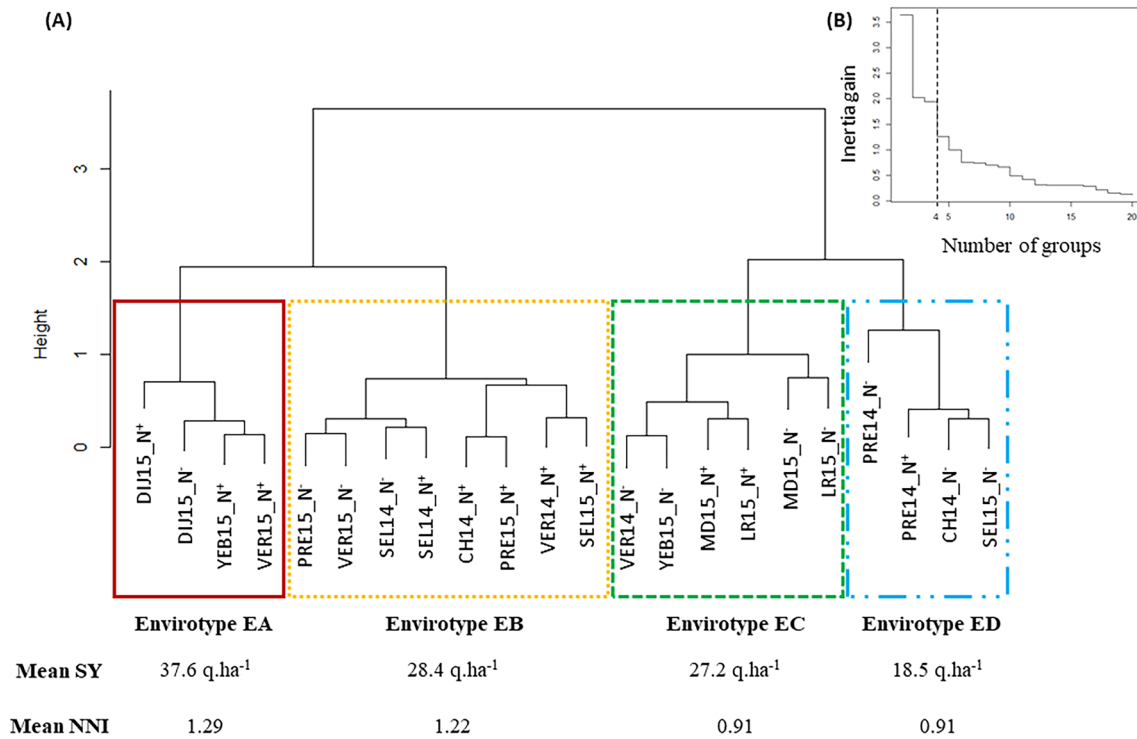 (A)
(B)
Inertia gain
3.5
3.0
2.5
2.0
1.5
1.0
0.5
0.0
4 5 10 15 20
Number of groups
Height
3
2
1
0
DIJ15_N⁺
DIJ15_N⁻
YEB15_N⁺
VER15_N⁺
PRE15_N⁻
VER15_N⁻
SEL14_N⁻
SEL14_N⁺
CH14_N⁺
PRE15_N⁺
VER14_N⁺
SEL15_N⁺
VER14_N⁻
YEB15_N⁻
MD15_N⁺
LR15_N⁺
MD15_N⁻
LR15_N⁻
PRE14_N⁻
PRE14_N⁺
CH14_N⁻
SEL15_N⁻
Envirotype EA Envirotype EB Envirotype EC Envirotype ED
Mean SY 37.6 q.ha⁻¹ 28.4 q.ha⁻¹ 27.2 q.ha⁻¹ 18.5 q.ha⁻¹
Mean NNI 1.29 1.22 0.91 0.91